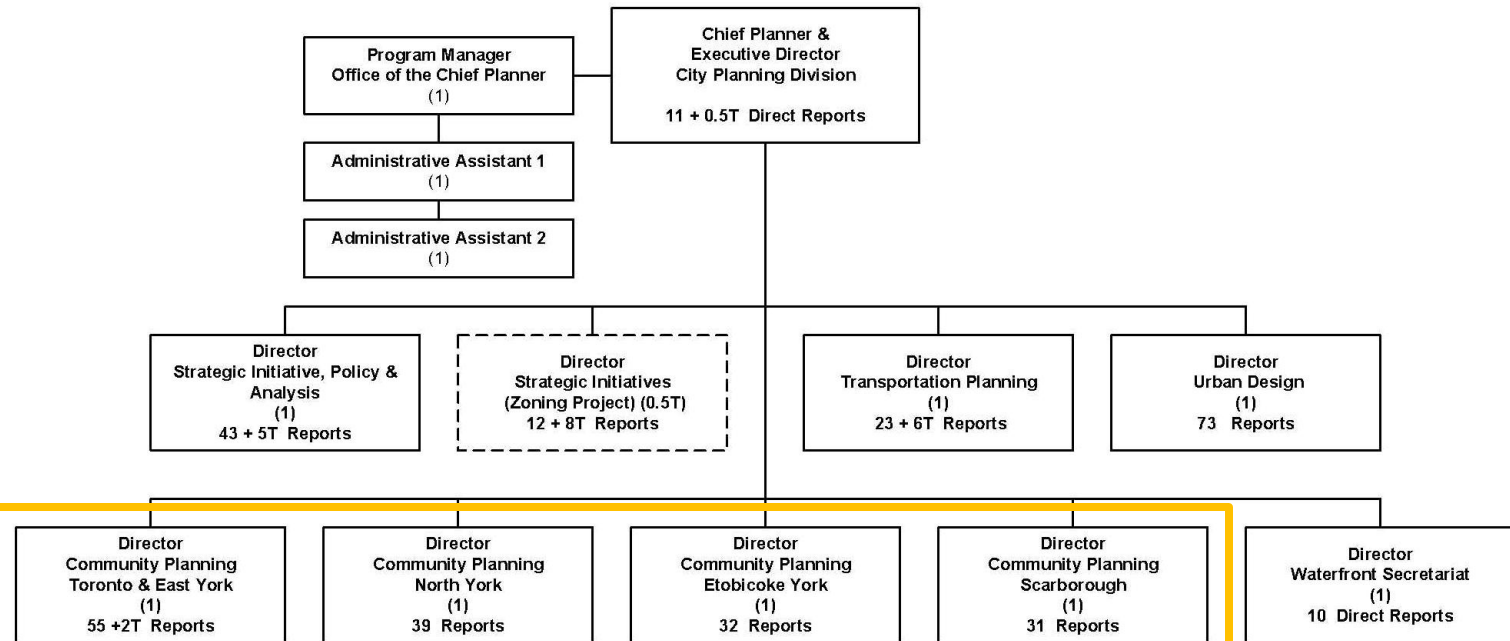 Chief Planner &
Executive Director
City Planning Division
11 + 0.5T Direct Reports
Program Manager
Office of the Chief Planner
(1)
Administrative Assistant 1
(1)
Administrative Assistant 2
(1)
Director
Strategic Initiative, Policy &
Analysis
(1)
43 + 5T Reports
Director
Strategic Initiatives
(Zoning Project) (0.5T)
12 + 8T Reports
Director
Transportation Planning
(1)
23 + 6T Reports
Director
Urban Design
(1)
73 Reports
Director
Community Planning
Toronto & East York
(1)
55 +2T Reports
Director
Community Planning
North York
(1)
39 Reports
Director
Community Planning
Etobicoke York
(1)
32 Reports
Director
Community Planning
Scarborough
(1)
31 Reports
Director
Waterfront Secretariat
(1)
10 Direct Reports